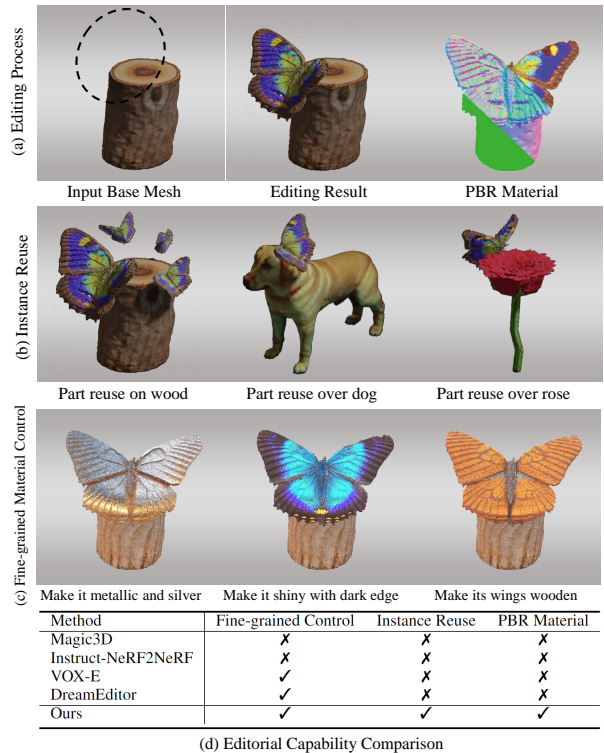 (a) Editing Process
Input Base Mesh Editing Result PBR Material
(b) Instance Reuse
Part reuse on wood Part reuse over dog Part reuse over rose
(c) Fine-grained Material Control
Make it metallic and silver Make it shiny with dark edge Make its wings wooden
Method Fine-grained Control Instance Reuse PBR Material
Magic3D ✗ ✗ ✗
Instruct-NeRF2NeRF ✗ ✗ ✗
VOX-E ✓ ✗ ✗
DreamEditor ✓ ✗ ✗
Ours ✓ ✓ ✓
(d) Editorial Capability Comparison